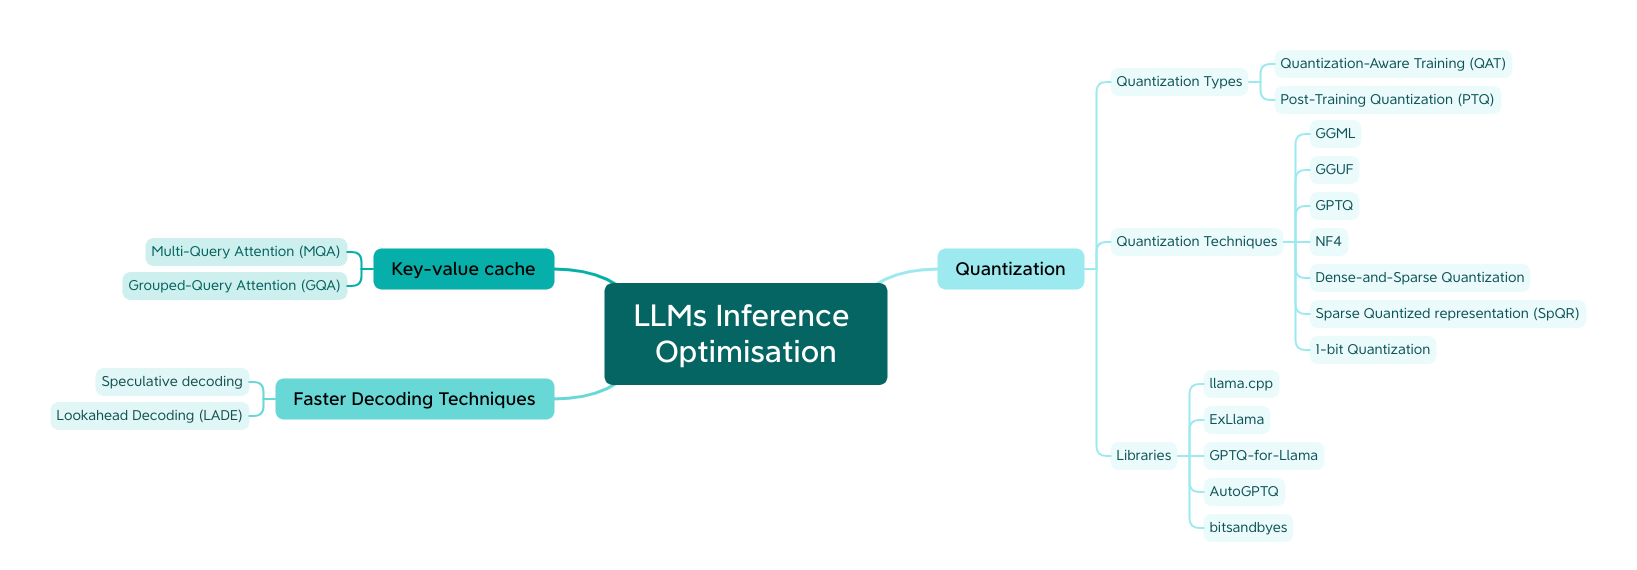 LLMs Inference
Optimisation
Key-value cache
Multi-Query Attention (MQA)
Grouped-Query Attention (GQA)
Faster Decoding Techniques
Speculative decoding
Lookahead Decoding (LADE)
Quantization
Quantization Types
Quantization-Aware Training (QAT)
Post-Training Quantization (PTQ)
Quantization Techniques
GGML
GGUF
GPTQ
NF4
Dense-and-Sparse Quantization
Sparse Quantized representation (SpQR)
1-bit Quantization
Libraries
llama.cpp
ExLlama
GPTQ-for-Llama
AutoGPTQ
bitsandbyes